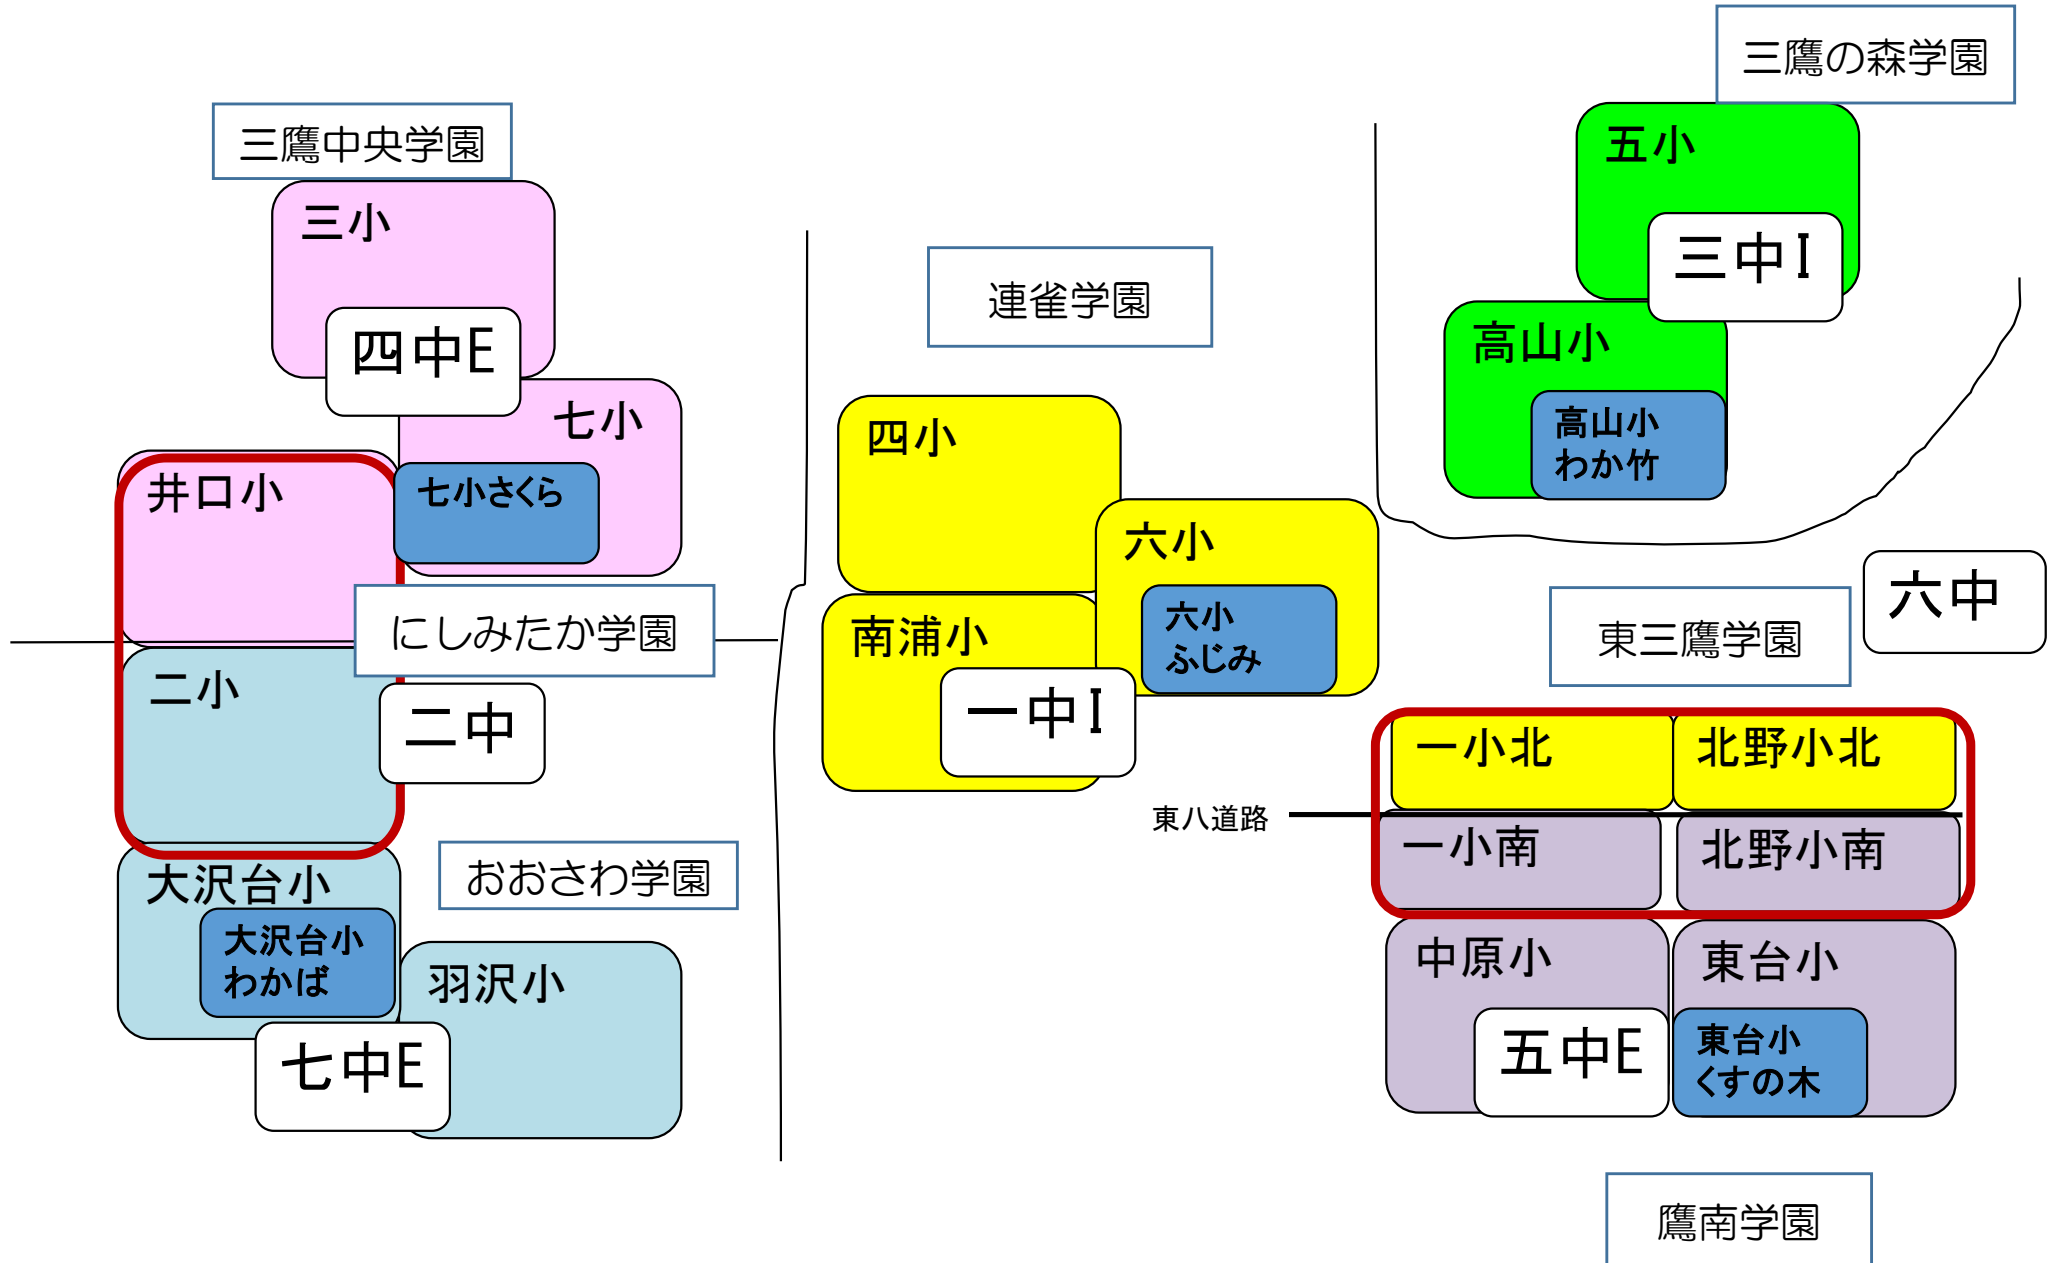 三鷹の森学園
五小
三中I
高山小
高山小
わか竹
三鷹中央学園
三小
四中E
七小
七小さくら
井口小
にしみたか学園
二小
二中
大沢台小
大沢台小
わかば
おおさわ学園
羽沢小
七中E
連雀学園
四小
六小
六小
ふじみ
南浦小
一中I
六中
東三鷹学園
一小北
北野小北
東八道路
一小南
北野小南
中原小
東台小
五中E
東台小
くすの木
鷹南学園